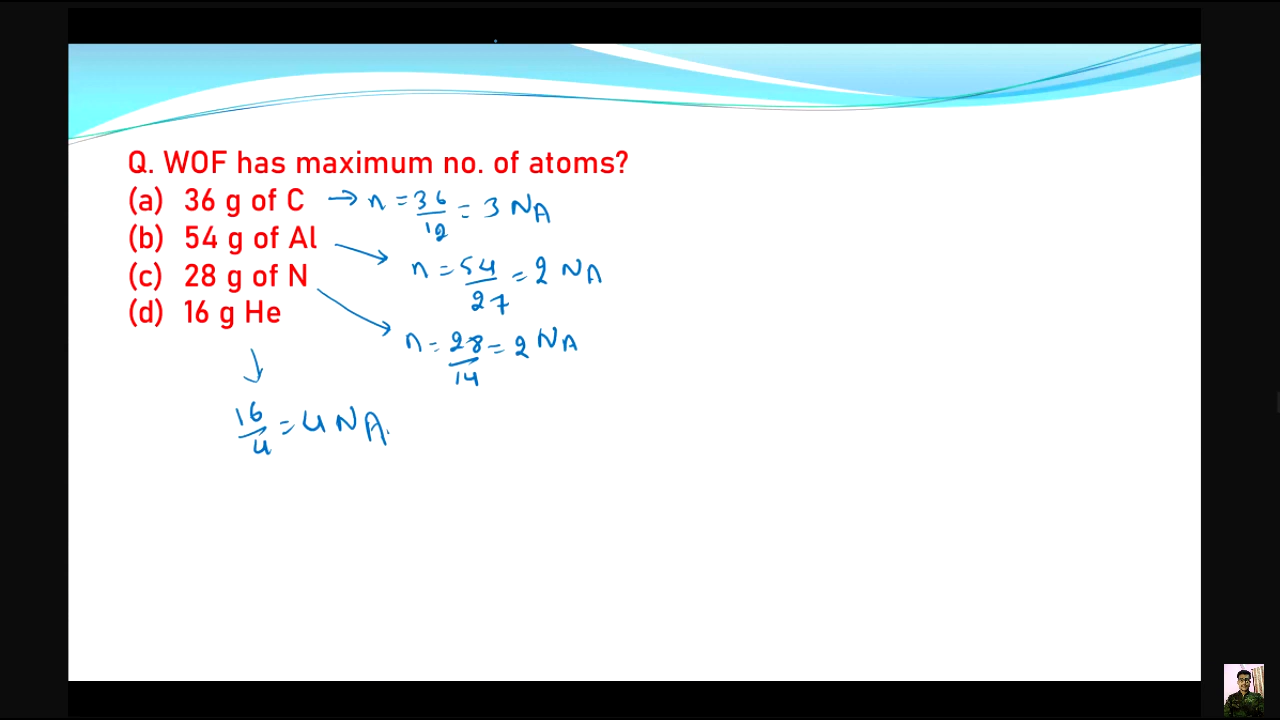 Q. WOF has maximum no. of atoms?
(a) 36 g of C → n = 36/12 = 3 NA
(b) 54 g of Al → n = 54/27 = 2 NA
(c) 28 g of N → n = 28/14 = 2 NA
(d) 16 g He
↓
16/4 = 4 NA.